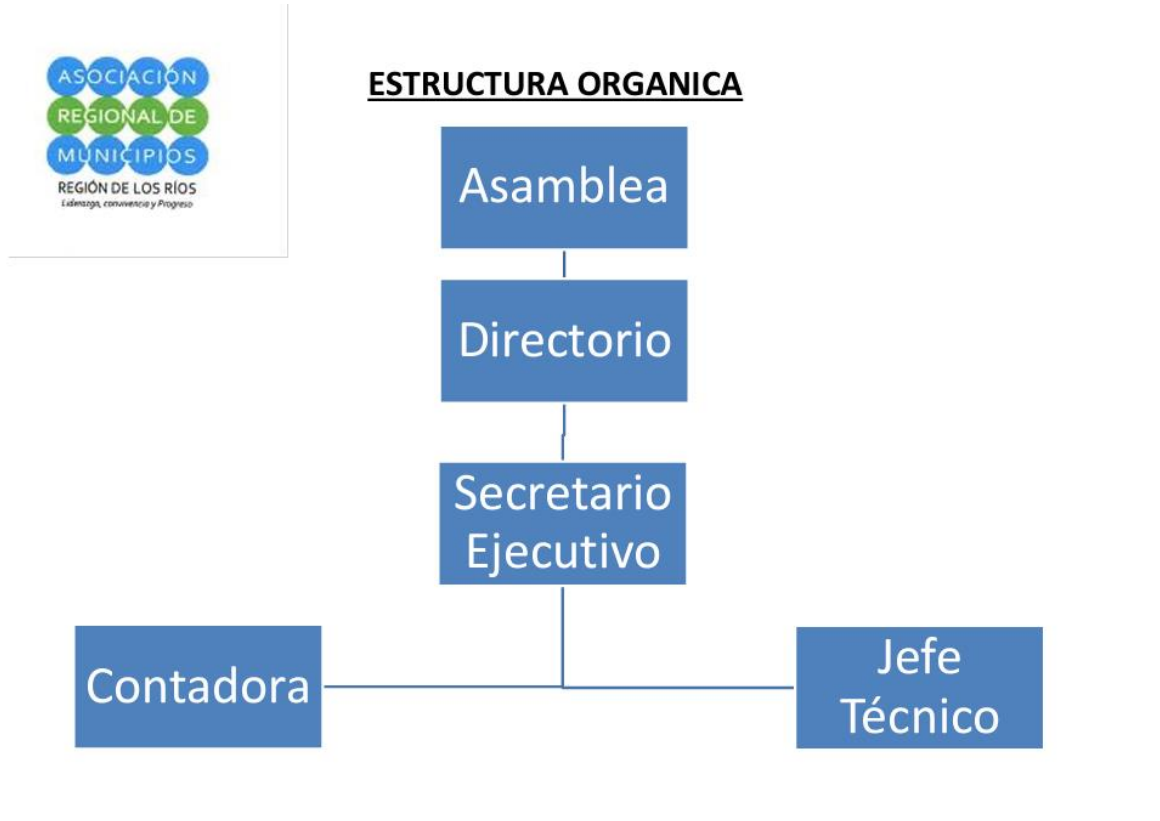 ASOCIACIÓN
REGIONAL DE
MUNICIPIOS
REGIÓN DE LOS RÍOS
Liderazgo, convivencia y Progreso
ESTRUCTURA ORGANICA
Asamblea
Directorio
Secretario
Ejecutivo
Contadora
Jefe
Técnico